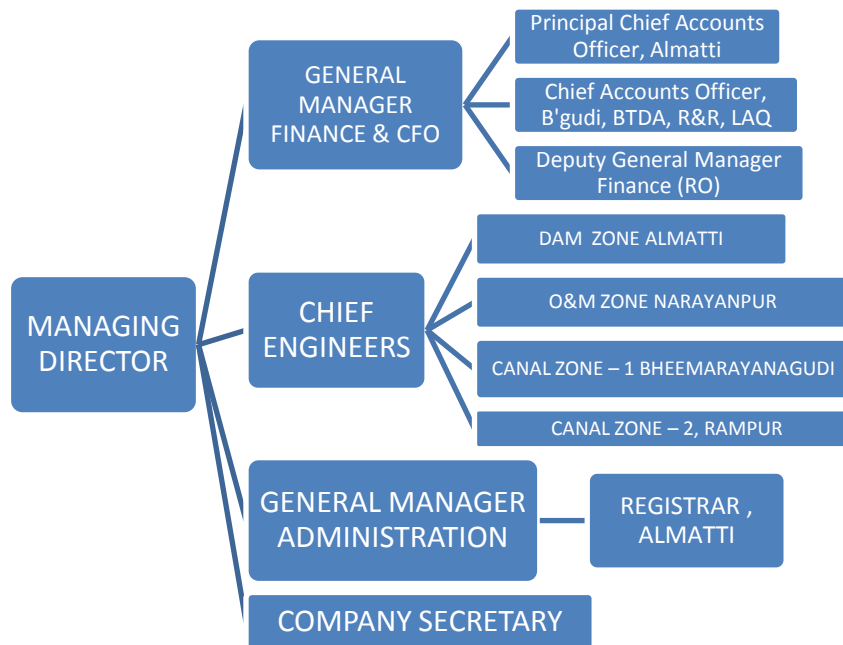 MANAGING
DIRECTOR
GENERAL
MANAGER
FINANCE & CFO
Principal Chief Accounts
Officer, Almatti
Chief Accounts Officer,
B'gudi, BTDA, R&R, LAQ
Deputy General Manager
Finance (RO)
CHIEF
ENGINEERS
DAM ZONE ALMATTI
O&M ZONE NARAYANPUR
CANAL ZONE – 1 BHEEMARAYANAGUDI
CANAL ZONE – 2, RAMPUR
GENERAL MANAGER
ADMINISTRATION
REGISTRAR ,
ALMATTI
COMPANY SECRETARY